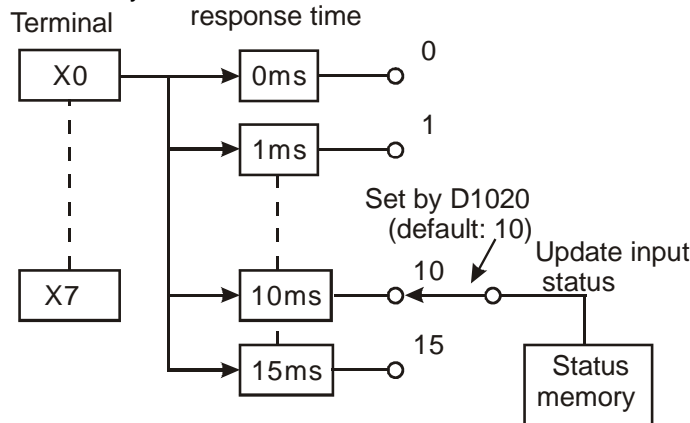 Terminal
response time
X0
0ms
0
1ms
1
Set by D1020
(default: 10)
Update input
status
X7
10ms
10
15ms
15
Status
memory